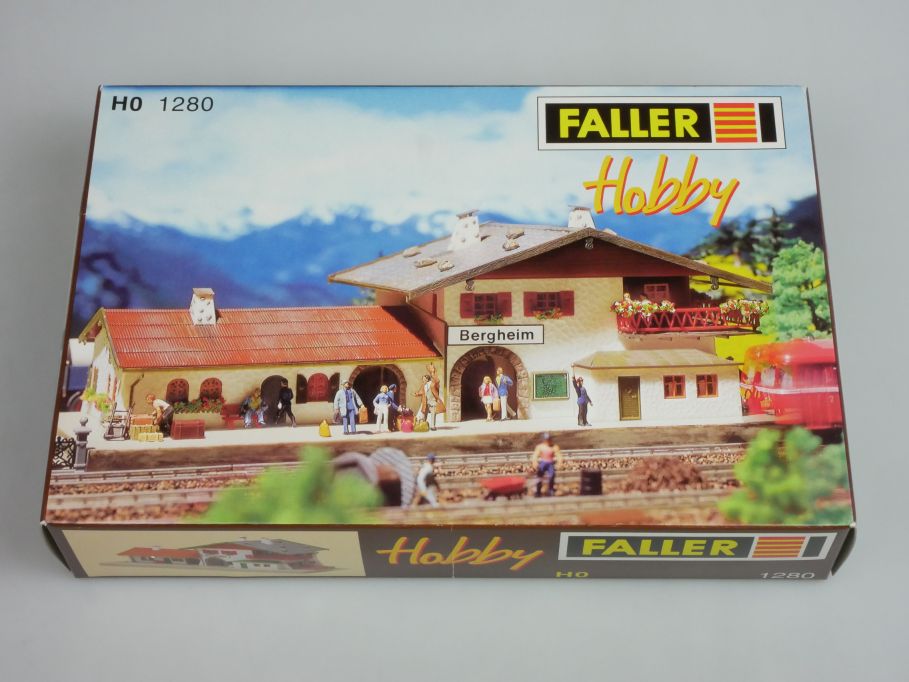 H0 1280
FALLER
Hobby
Bergheim
Hobby
FALLER
H0 1280